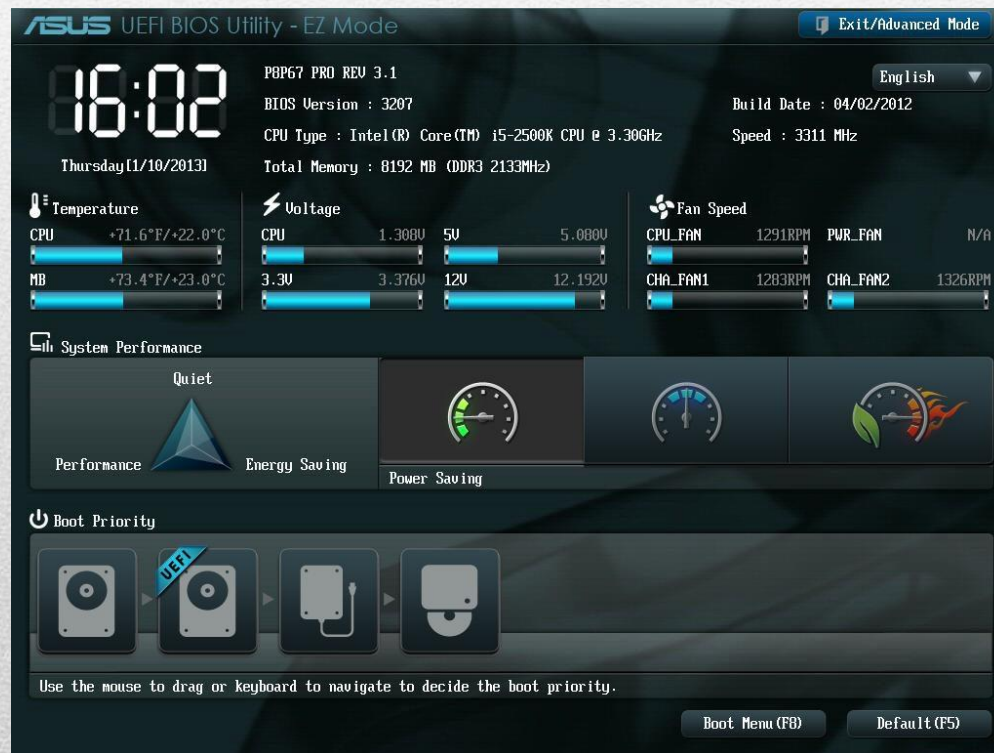 ASUS UEFI BIOS Utility - EZ Mode
Exit/Advanced Mode
16:02
Thursday[1/10/2013]
P8P67 PRO REV 3.1
English
BIOS Version : 3207
Build Date : 04/02/2012
CPU Type : Intel(R) Core(TM) i5-2500K CPU @ 3.30GHz
Speed : 3311 MHz
Total Memory : 8192 MB (DDR3 2133MHz)
Temperature
CPU +71.6°F/+22.0°C
MB +73.4°F/+23.0°C
Voltage
CPU 1.308V 5V 5.080V
3.3V 3.376V 12V 12.192V
Fan Speed
CPU_FAN 1291RPM PWR_FAN N/A
CHA_FAN1 1283RPM CHA_FAN2 1326RPM
System Performance
Quiet
Performance Energy Saving
Power Saving
Boot Priority
UEFI
Use the mouse to drag or keyboard to navigate to decide the boot priority.
Boot Menu(F8)
Default(F5)